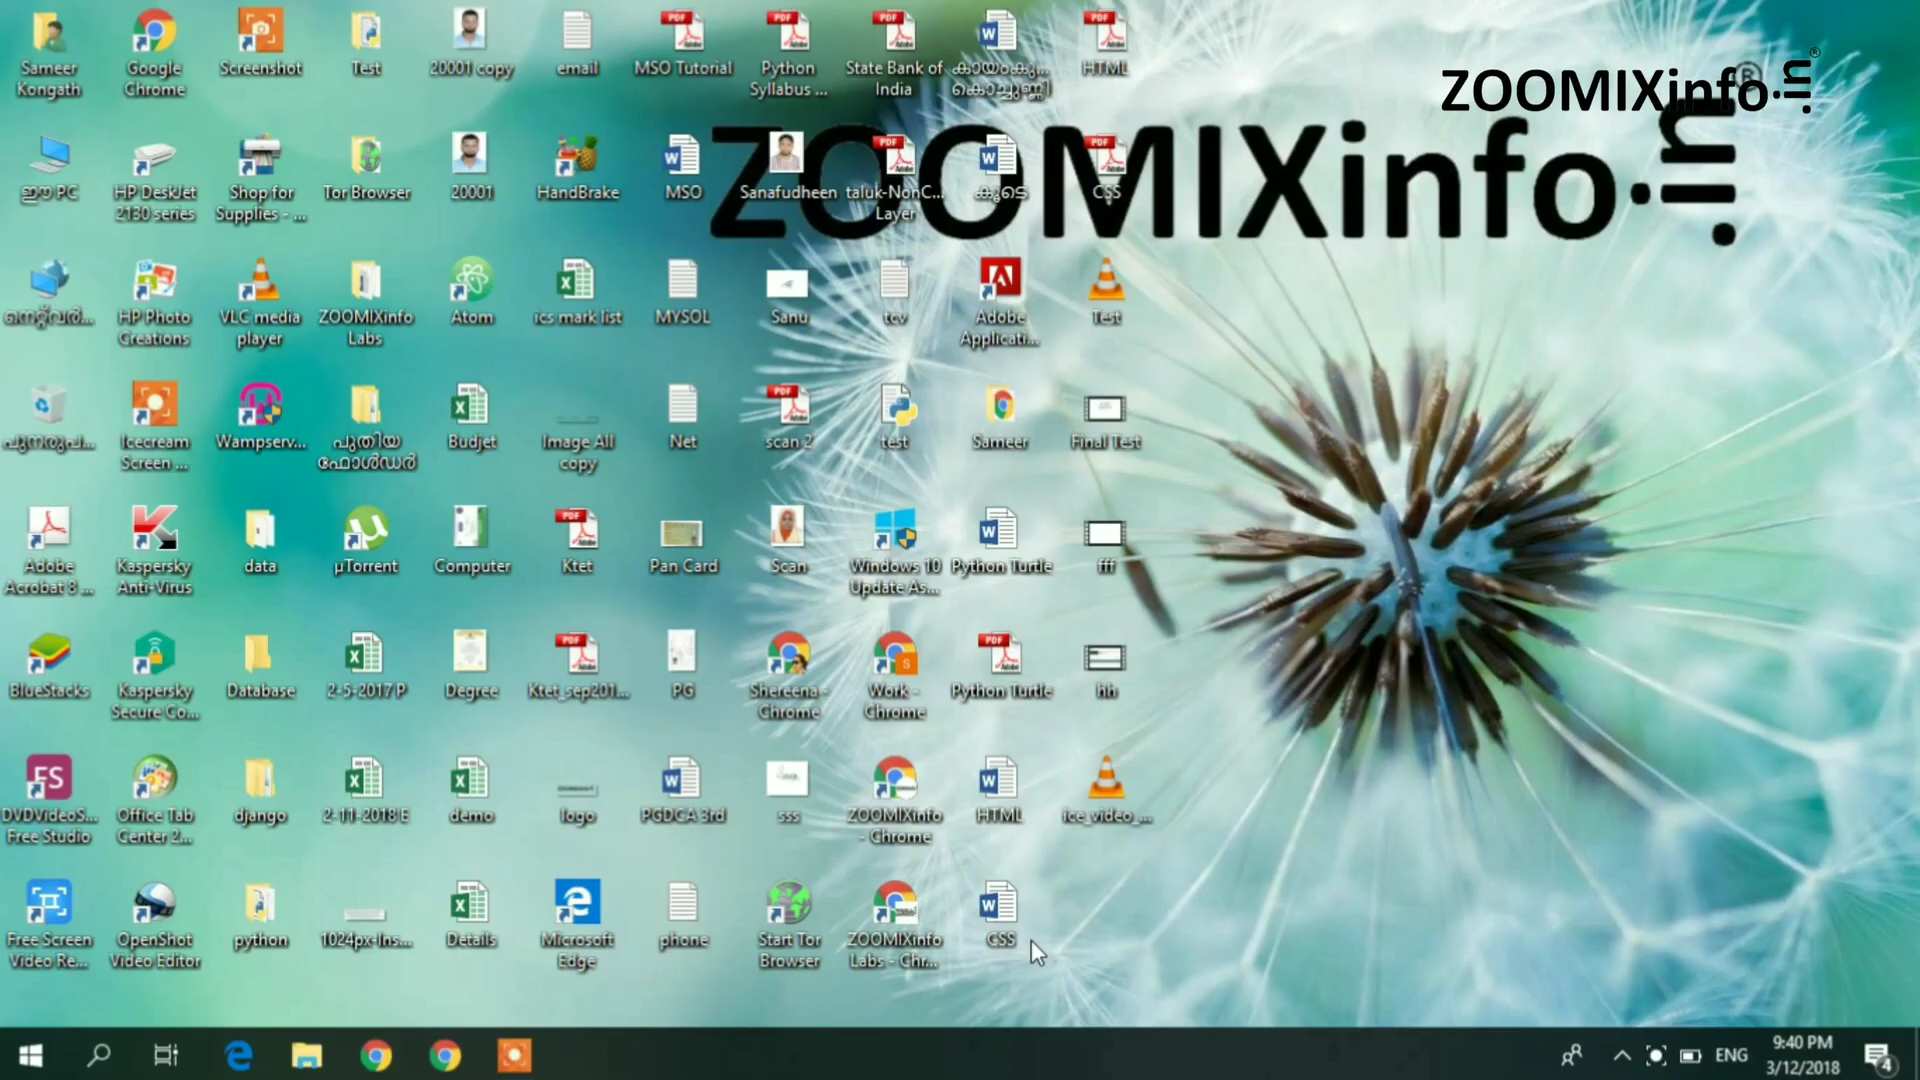 ZOOMIXinfo.in®
ZOOMIXinfo.in®
Sameer
Kongath
Google
Chrome
Screenshot
Test
20001 copy
email
MSO Tutorial
Python
Syllabus ...
State Bank of
India
HTML
ഈ PC
HP DeskJet
2130 series
Shop for
Supplies - ...
Tor Browser
20001
HandBrake
MSO
Sanafudheen
taluk-NonC...
Layer
കൂടെ
CSS
നെറ്റ്‌വർ...
HP Photo
Creations
VLC media
player
ZOOMIXinfo
Labs
Atom
ics mark list
MYSQL
Sanu
tcv
Adobe
Applicati...
Test
പുനരുപ...
Icecream
Screen ...
Wampserv...
പുതിയ
ഫോൾഡർ
Budjet
Image All
copy
Net
scan 2
test
Sameer
Final Test
Adobe
Acrobat 8 ...
Kaspersky
Anti-Virus
data
µTorrent
Computer
Ktet
Pan Card
Scan
Windows 10
Update As...
Python Turtle
fff
BlueStacks
Kaspersky
Secure Co...
Database
2-5-2017 P
Degree
Ktet_sep201...
PG
Shereena -
Chrome
Work -
Chrome
Python Turtle
hh
DVDVideoS...
Free Studio
Office Tab
Center 2...
django
2-11-2018 E
demo
logo
PGDCA 3rd
sss
ZOOMIXinfo
- Chrome
HTML
ice_video_...
Free Screen
Video Re...
OpenShot
Video Editor
python
1024px-Ins...
Details
Microsoft
Edge
phone
Start Tor
Browser
ZOOMIXinfo
Labs - Chr...
CSS
ENG
9:40 PM
3/12/2018
4